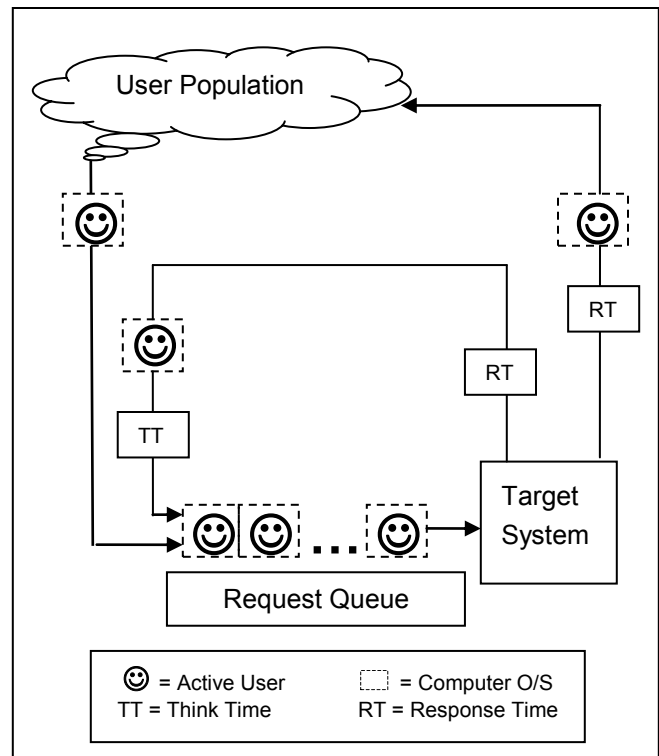 User Population
RT
RT
TT
Target
System
...
Request Queue
= Active User
= Computer O/S
TT = Think Time
RT = Response Time